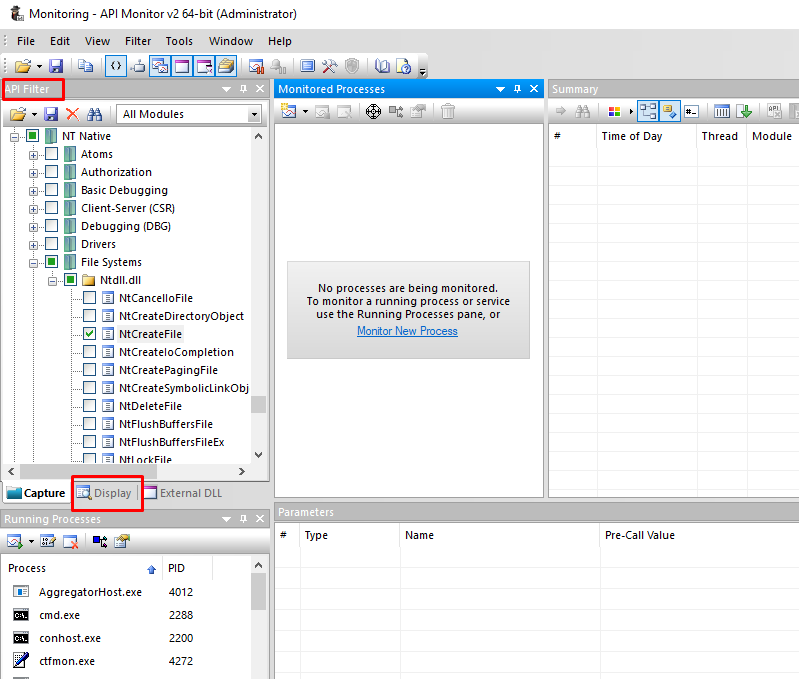 Monitoring - API Monitor v2 64-bit (Administrator)
File Edit View Filter Tools Window Help
API Filter
All Modules
NT Native
Atoms
Authorization
Basic Debugging
Client-Server (CSR)
Debugging (DBG)
Drivers
File Systems
Ntdll.dll
NtCancelIoFile
NtCreateDirectoryObject
NtCreateFile
NtCreateIoCompletion
NtCreatePagingFile
NtCreateSymbolicLinkObj
NtDeleteFile
NtFlushBuffersFile
NtFlushBuffersFileEx
NtLockFile
Capture Display External DLL
Monitored Processes
No processes are being monitored.
To monitor a running process or service
use the Running Processes pane, or
Monitor New Process
Summary
# Time of Day Thread Module
Running Processes
Process PID
AggregatorHost.exe 4012
cmd.exe 2288
conhost.exe 2200
ctfmon.exe 4272
Parameters
# Type Name Pre-Call Value